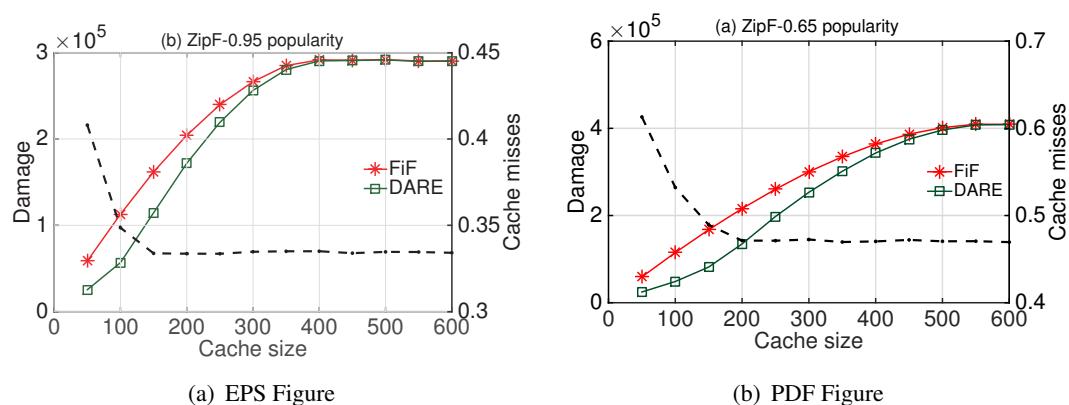 (b) ZipF-0.95 popularity
×10^5
3
2
1
0
Damage
0.45
0.4
0.35
0.3
Cache misses
FiF
DARE
0 100 200 300 400 500 600
Cache size
(a) EPS Figure
(a) ZipF-0.65 popularity
×10^5
6
4
2
0
Damage
0.7
0.6
0.5
0.4
Cache misses
FiF
DARE
0 100 200 300 400 500 600
Cache size
(b) PDF Figure